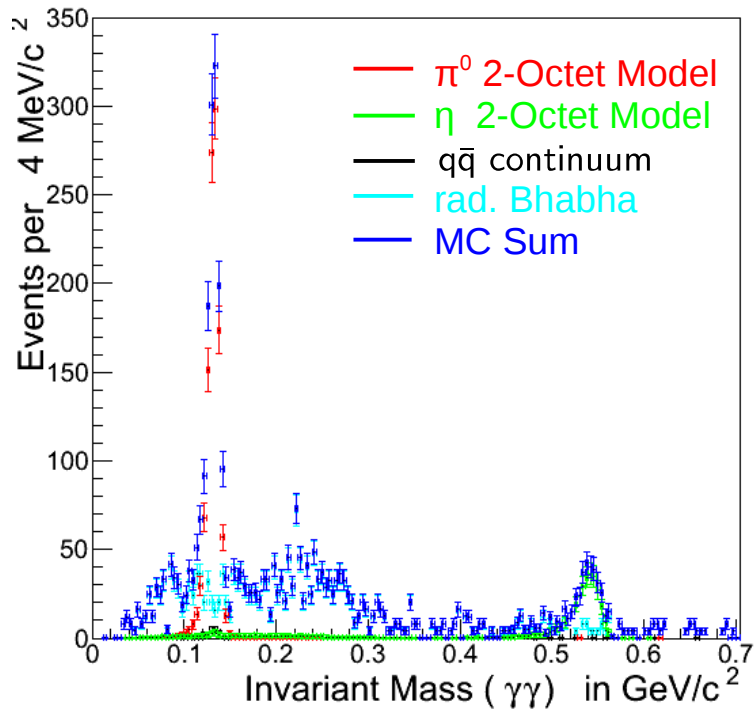 Events per 4 MeV/c²
350
300
250
200
150
100
50
0
π⁰ 2-Octet Model
η 2-Octet Model
qq̄ continuum
rad. Bhabha
MC Sum
0 0.1 0.2 0.3 0.4 0.5 0.6 0.7
Invariant Mass ( γγ) in GeV/c²